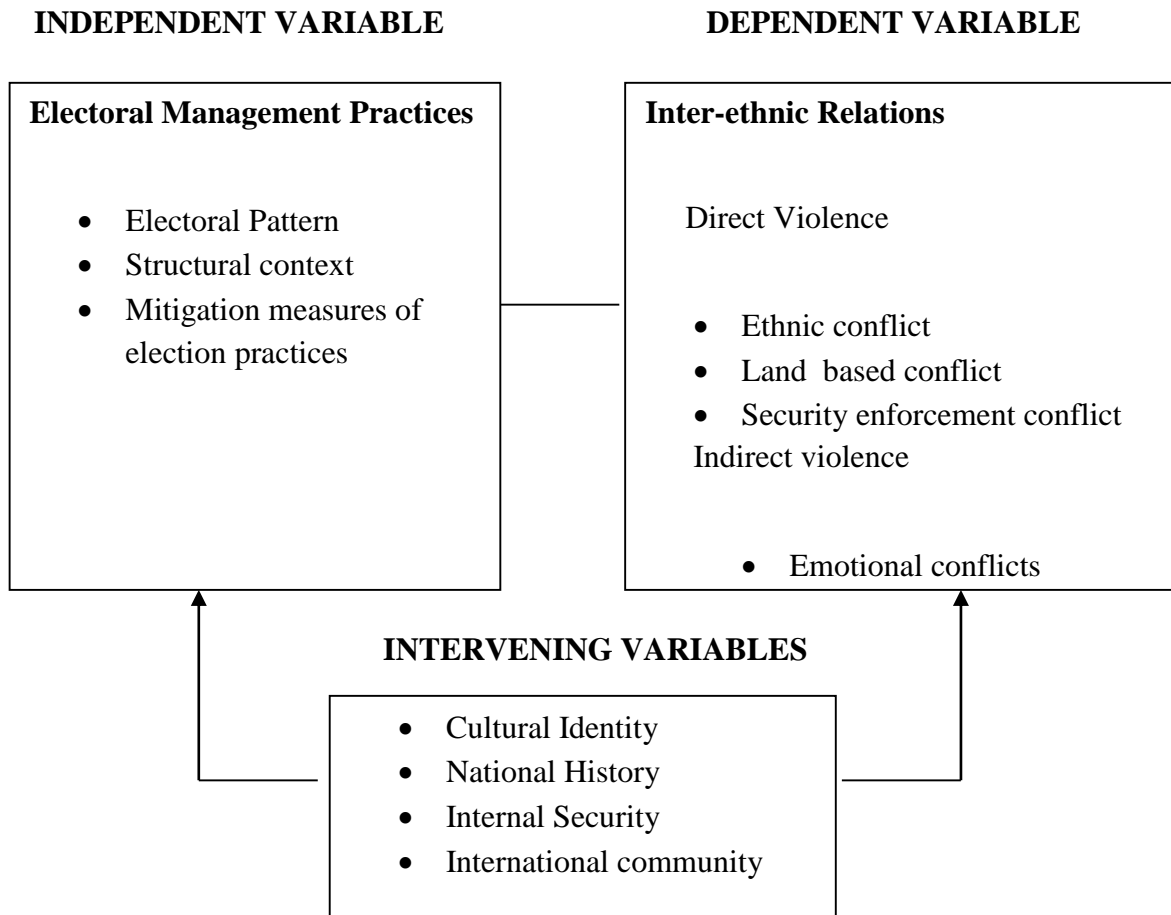 INDEPENDENT VARIABLE
DEPENDENT VARIABLE
Electoral Management Practices
• Electoral Pattern
• Structural context
• Mitigation measures of
election practices
Inter-ethnic Relations
Direct Violence
• Ethnic conflict
• Land based conflict
• Security enforcement conflict
Indirect violence
• Emotional conflicts
INTERVENING VARIABLES
• Cultural Identity
• National History
• Internal Security
• International community